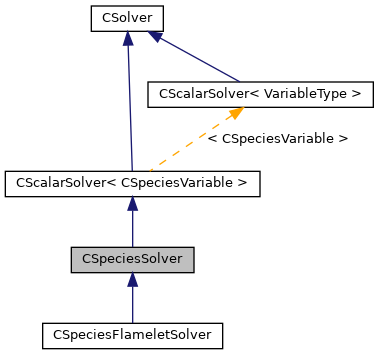 CSolver
CScalarSolver< VariableType >
< CSpeciesVariable >
CScalarSolver< CSpeciesVariable >
CSpeciesSolver
CSpeciesFlameletSolver